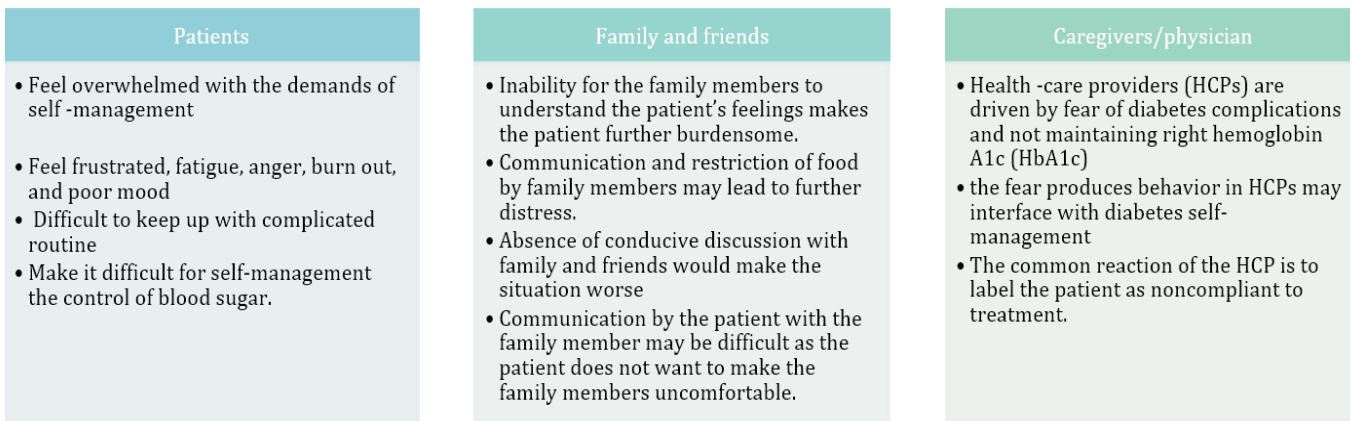 Patients
• Feel overwhelmed with the demands of
self -management
• Feel frustrated, fatigue, anger, burn out,
and poor mood
• Difficult to keep up with complicated
routine
• Make it difficult for self-management
the control of blood sugar.
Family and friends
• Inability for the family members to
understand the patient's feelings makes
the patient further burdensome.
• Communication and restriction of food
by family members may lead to further
distress.
• Absence of conducive discussion with
family and friends would make the
situation worse
• Communication by the patient with the
family member may be difficult as the
patient does not want to make the
family members uncomfortable.
Caregivers/physician
• Health -care providers (HCPs) are
driven by fear of diabetes complications
and not maintaining right hemoglobin
A1c (HbA1c)
• the fear produces behavior in HCPs may
interface with diabetes self-
management
• The common reaction of the HCP is to
label the patient as noncompliant to
treatment.